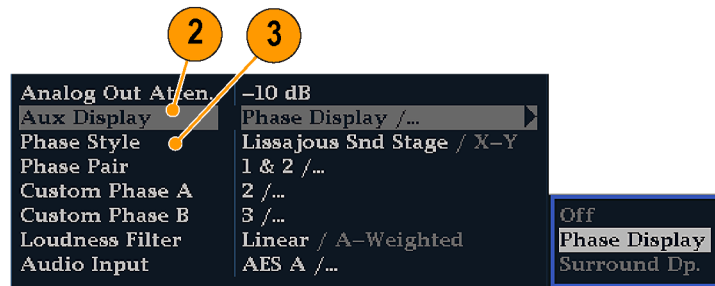 2 3
Analog Out Atten. –10 dB
Aux Display Phase Display /...
Phase Style Lissajous Snd Stage / X–Y
Phase Pair 1 & 2 /...
Custom Phase A 2 /...
Custom Phase B 3 /...
Loudness Filter Linear / A–Weighted
Audio Input AES A /...
Off
Phase Display
Surround Dp.